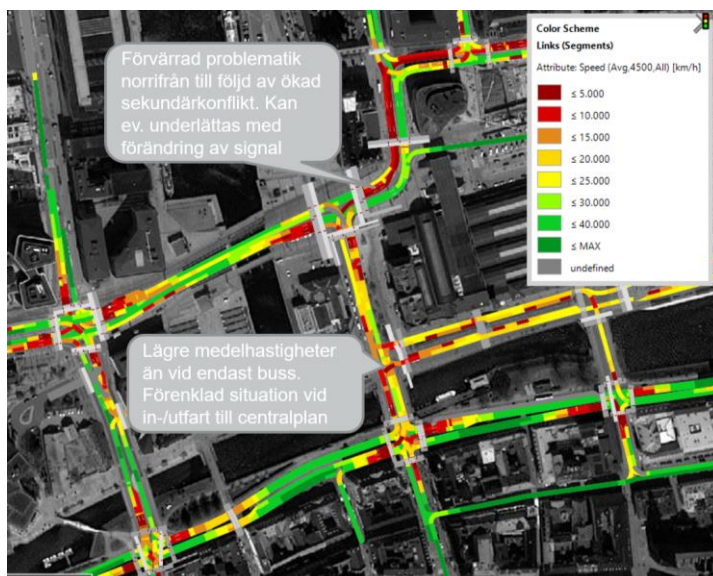 Förvärrad problematik
norrifrån till följd av ökad
sekundärkonflikt. Kan
ev. underlättas med
förändring av signal
Color Scheme
Links (Segments)
Attribute: Speed (Avg,4500,All) [km/h]
≤ 5.000
≤ 10.000
≤ 15.000
≤ 20.000
≤ 25.000
≤ 30.000
≤ 40.000
≤ MAX
undefined
Lägre medelhastigheter
än vid endast buss.
Förenklad situation vid
in-/utfart till centralplan